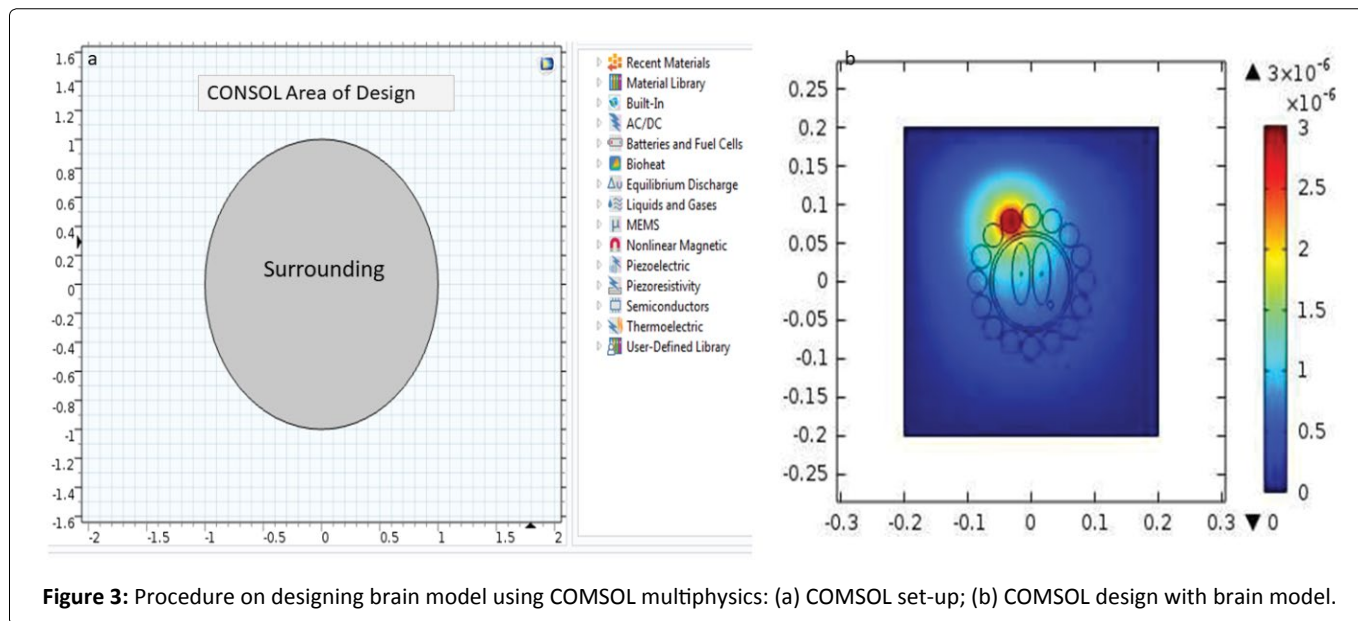 a
CONSOL Area of Design
Surrounding
1.6
1.4
1.2
1
0.8
0.6
0.4
0.2
0
-0.2
-0.4
-0.6
-0.8
-1
-1.2
-1.4
-1.6
-2
-1.5
-1
-0.5
0
0.5
1
1.5
2
Recent Materials
Material Library
Built-In
AC/DC
Batteries and Fuel Cells
Bioheat
Equilibrium Discharge
Liquids and Gases
MEMS
Nonlinear Magnetic
Piezoelectric
Piezoresistivity
Semiconductors
Thermoelectric
User-Defined Library
b
0.25
0.2
0.15
0.1
0.05
0
-0.05
-0.1
-0.15
-0.2
-0.25
-0.3
-0.2
-0.1
0
0.1
0.2
0.3
▲ 3×10⁻⁶
×10⁻⁶
3
2.5
2
1.5
1
0.5
0
▼ 0
Figure 3: Procedure on designing brain model using COMSOL multiphysics: (a) COMSOL set-up; (b) COMSOL design with brain model.